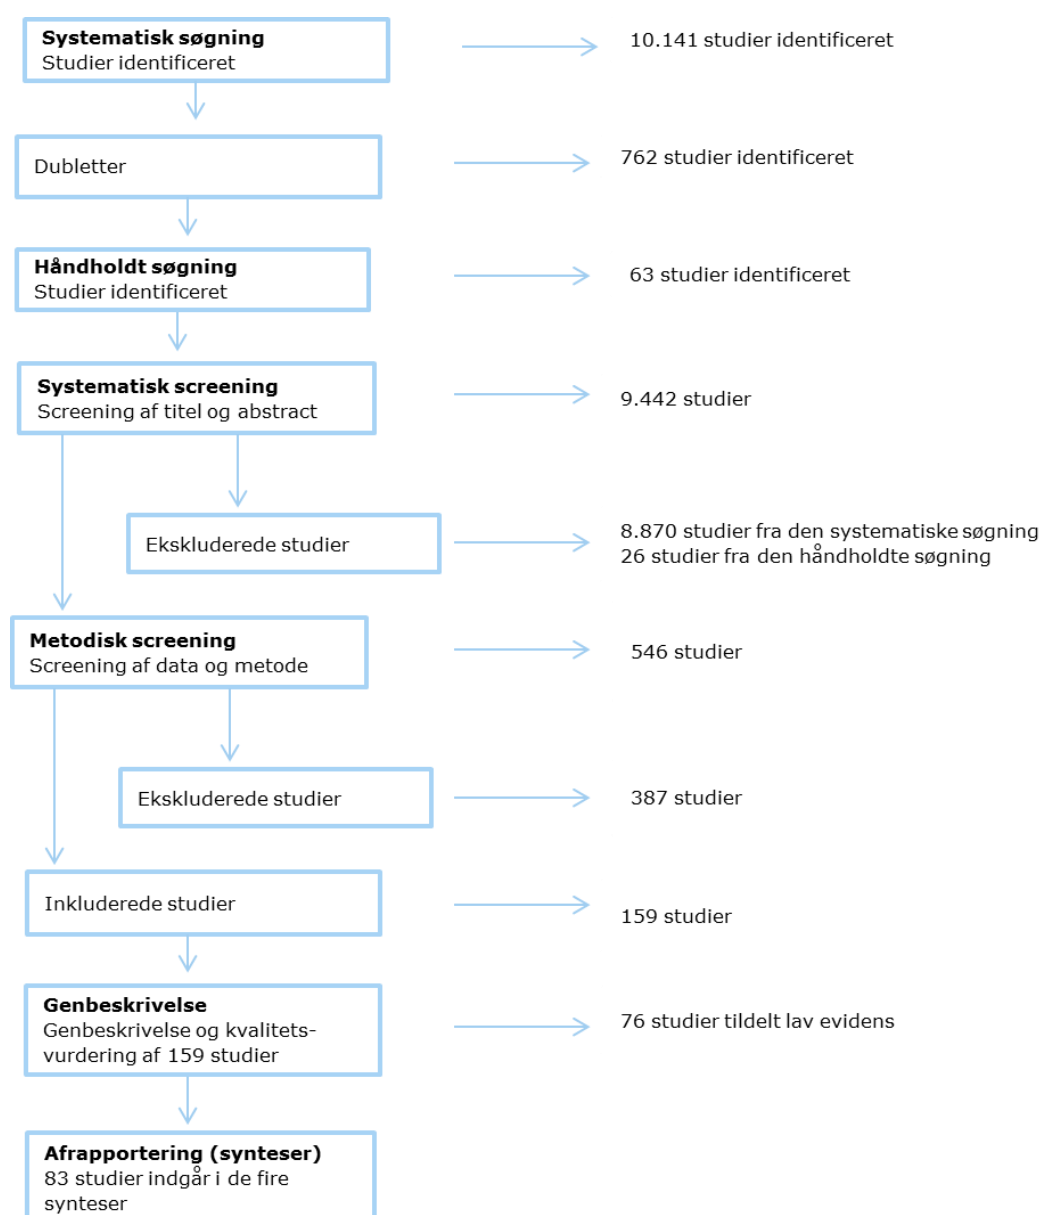 Systematisk søgning
Studier identificeret
10.141 studier identificeret
Dubletter
762 studier identificeret
Håndholdt søgning
Studier identificeret
63 studier identificeret
Systematisk screening
Screening af titel og abstract
9.442 studier
Ekskluderede studier
8.870 studier fra den systematiske søgning
26 studier fra den håndholdte søgning
Metodisk screening
Screening af data og metode
546 studier
Ekskluderede studier
387 studier
Inkluderede studier
159 studier
Genbeskrivelse
Genbeskrivelse og kvalitets-
vurdering af 159 studier
76 studier tildelt lav evidens
Afrapportering (synteser)
83 studier indgår i de fire
synteser